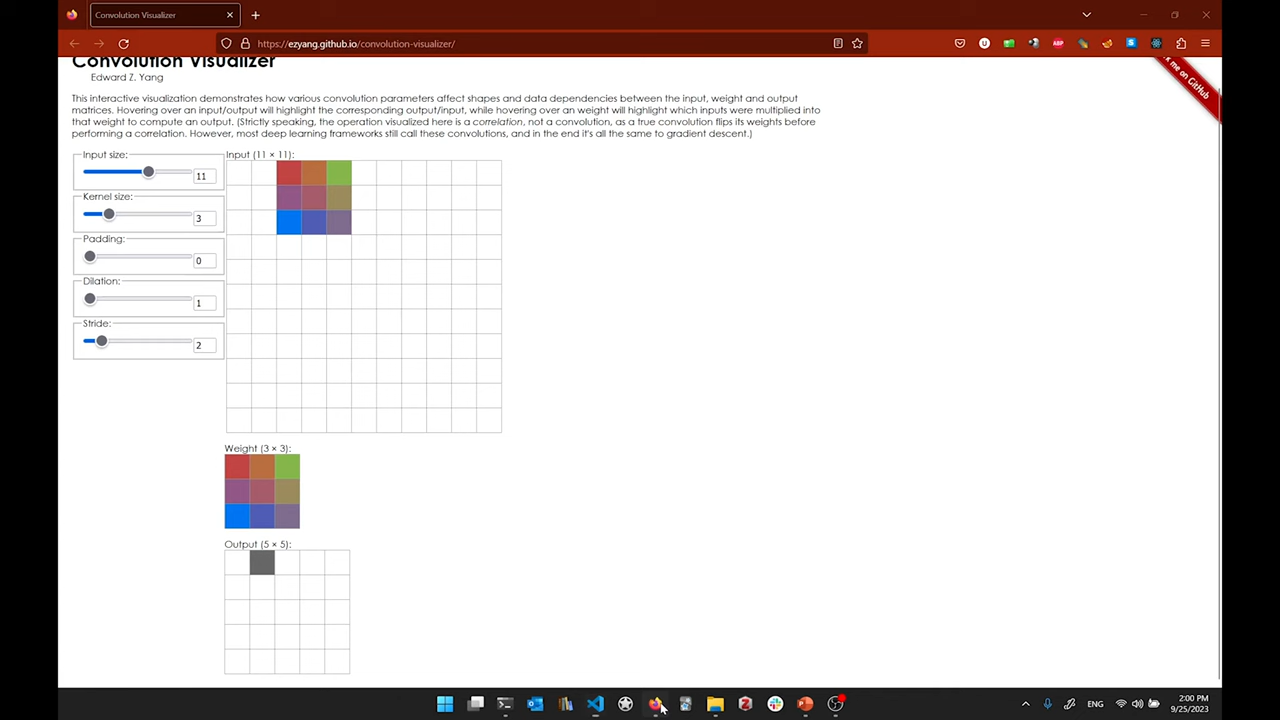 Convolution Visualizer
https://ezyang.github.io/convolution-visualizer/
U
ABP
S
Convolution Visualizer
Edward Z. Yang
me on GitHub
This interactive visualization demonstrates how various convolution parameters affect shapes and data dependencies between the input, weight and output
matrices. Hovering over an input/output will highlight the corresponding output/input, while hovering over an weight will highlight which inputs were multiplied into
that weight to compute an output. (Strictly speaking, the operation visualized here is a correlation, not a convolution, as a true convolution flips its weights before
performing a correlation. However, most deep learning frameworks still call these convolutions, and in the end it's all the same to gradient descent.)
Input size:
11
Kernel size:
3
Padding:
0
Dilation:
1
Stride:
2
Input (11 × 11):
Weight (3 × 3):
Output (5 × 5):
ENG
2:00 PM
9/25/2023